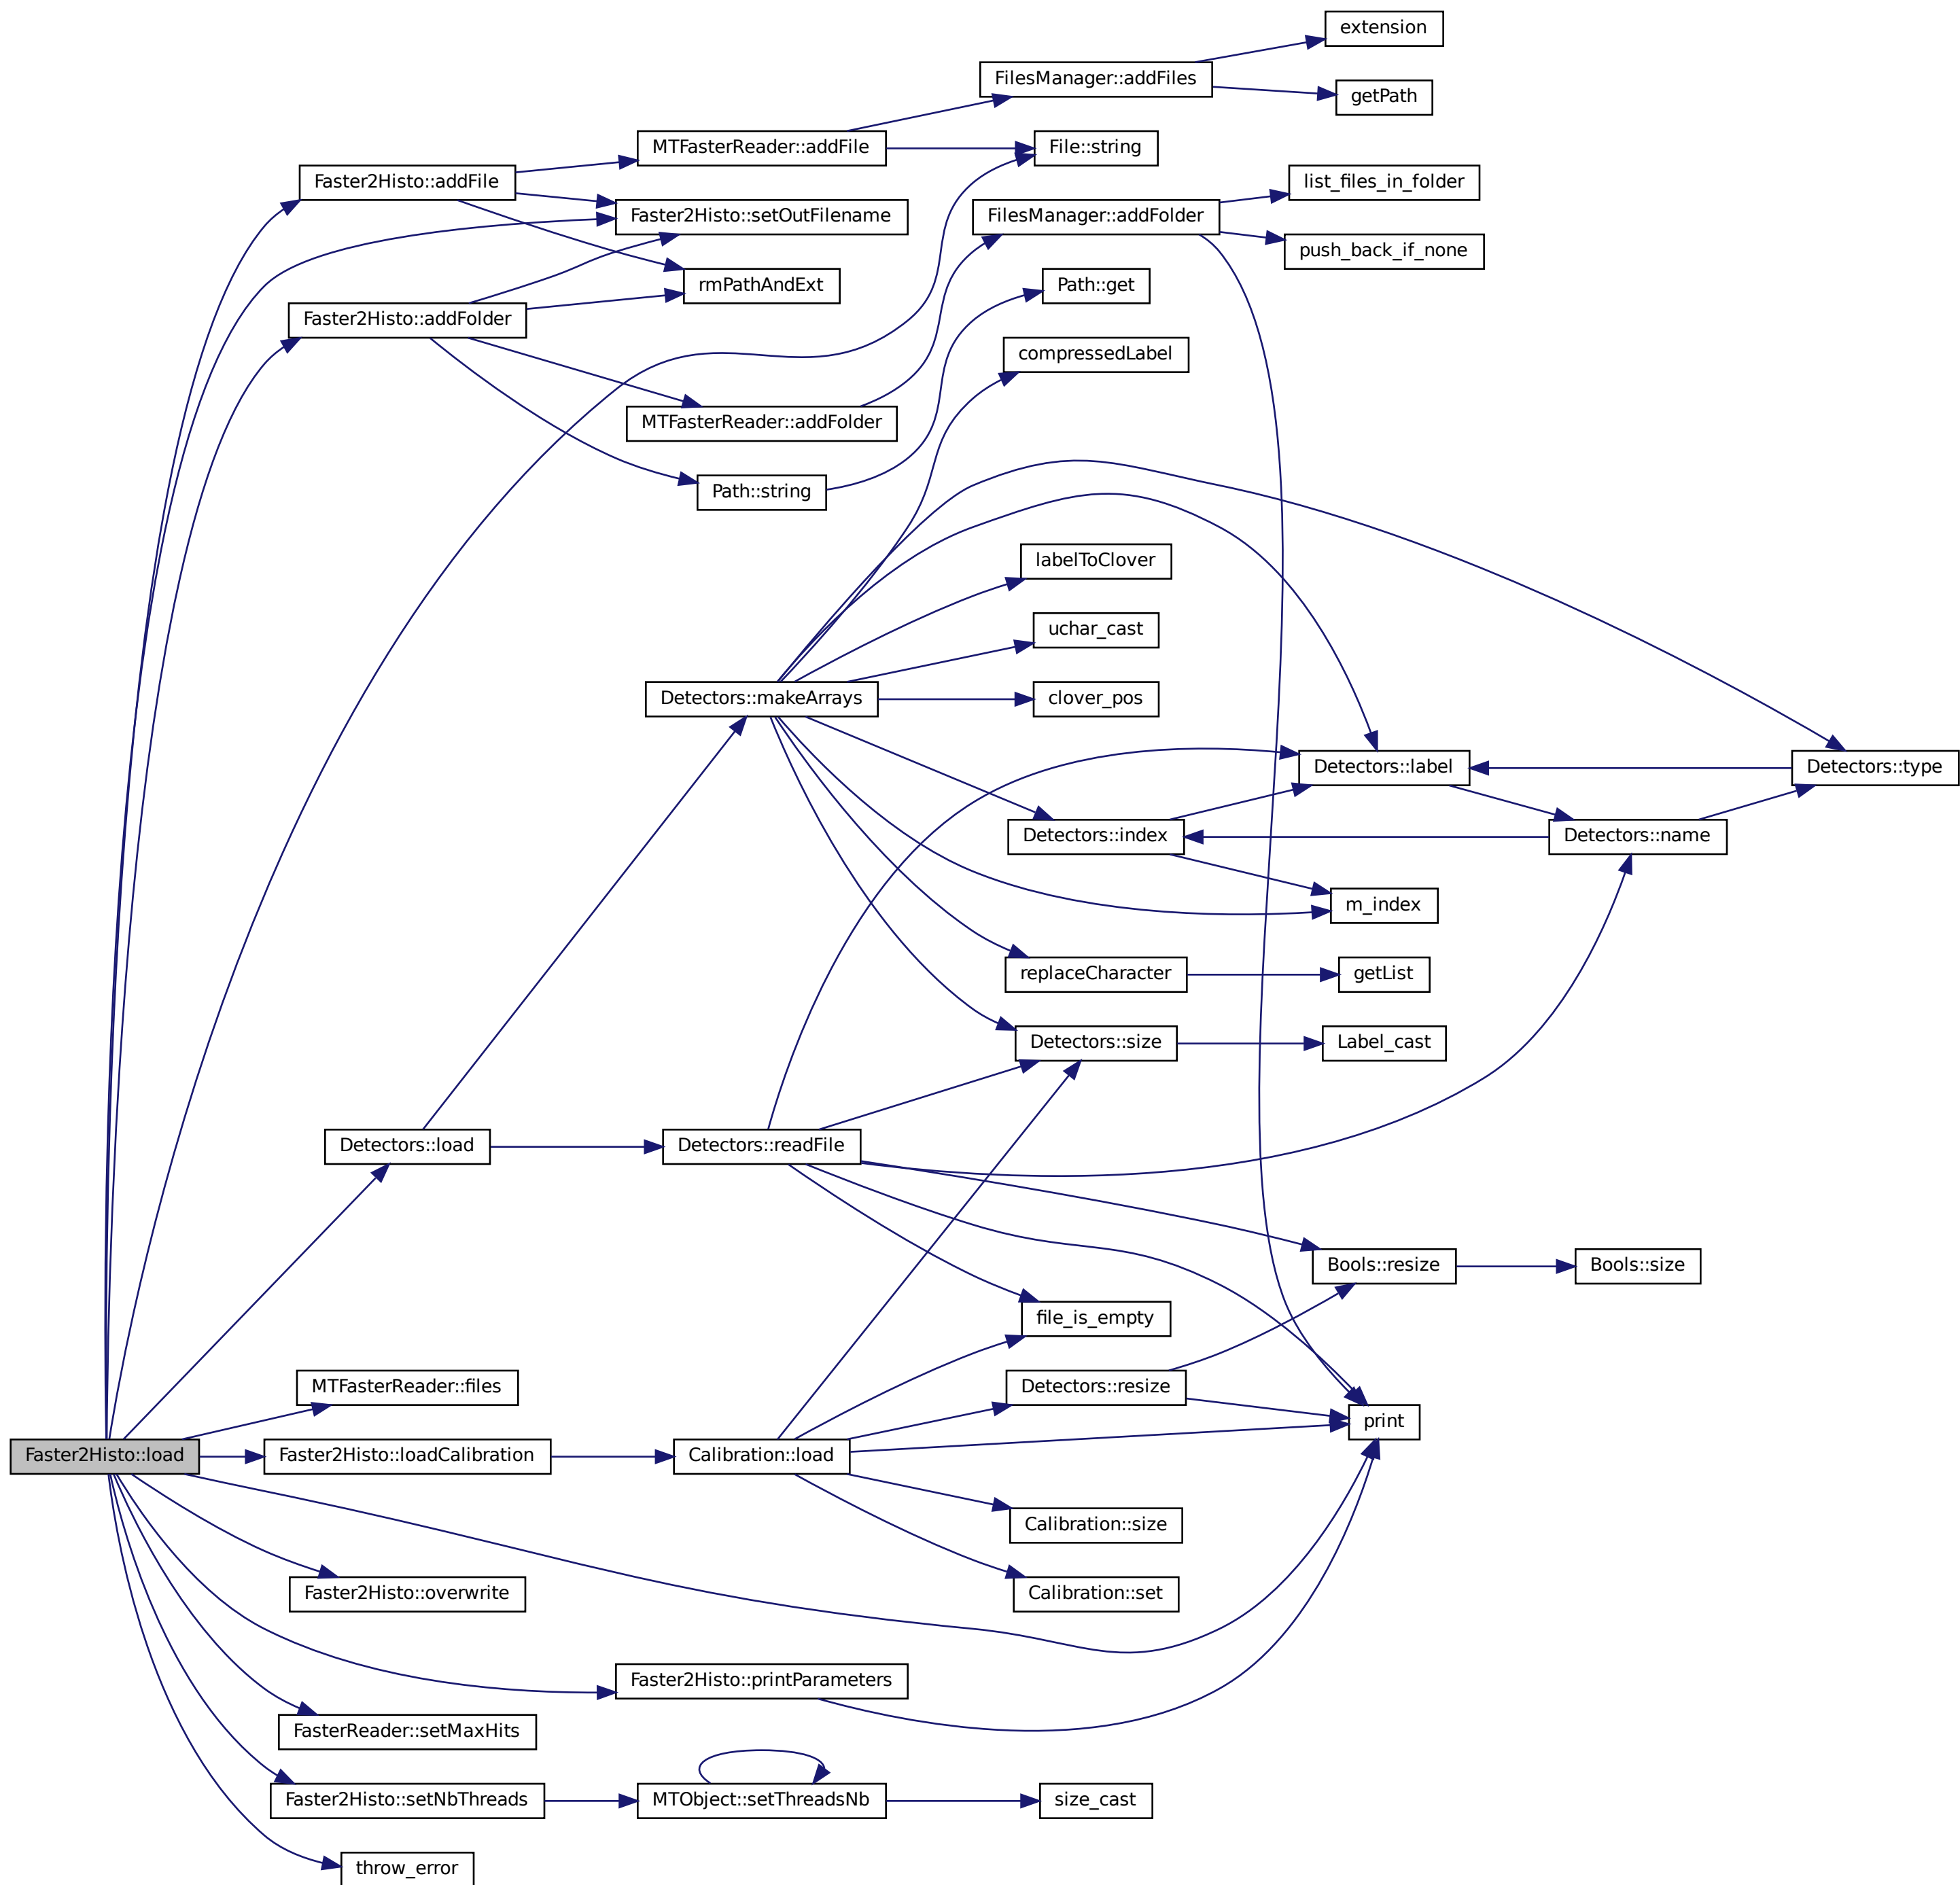 extension
FilesManager::addFiles
getPath
MTFasterReader::addFile
File::string
Faster2Histo::addFile
list_files_in_folder
Faster2Histo::setOutFilename
FilesManager::addFolder
push_back_if_none
rmPathAndExt
Path::get
Faster2Histo::addFolder
compressedLabel
MTFasterReader::addFolder
Path::string
labelToClover
uchar_cast
Detectors::makeArrays
clover_pos
Detectors::label
Detectors::type
Detectors::index
Detectors::name
m_index
replaceCharacter
getList
Detectors::size
Label_cast
Detectors::load
Detectors::readFile
Bools::resize
Bools::size
file_is_empty
MTFasterReader::files
Detectors::resize
print
Faster2Histo::load
Faster2Histo::loadCalibration
Calibration::load
Calibration::size
Faster2Histo::overwrite
Calibration::set
Faster2Histo::printParameters
FasterReader::setMaxHits
Faster2Histo::setNbThreads
MTObject::setThreadsNb
size_cast
throw_error